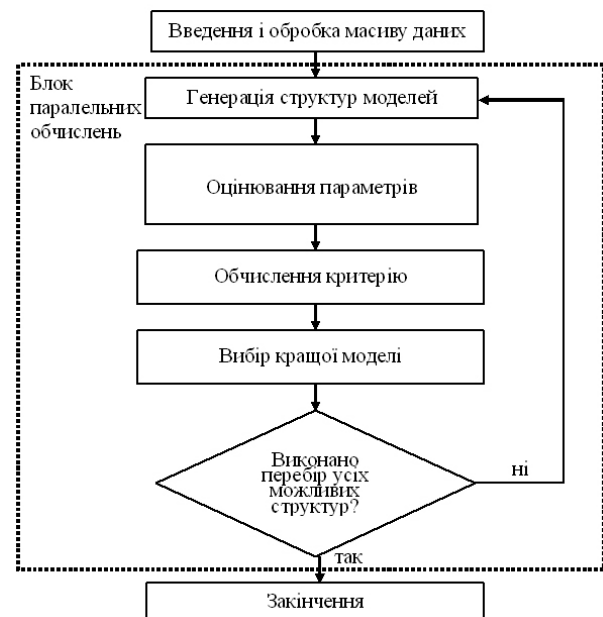 Введення і обробка масиву даних
Блок
паралельних
обчислень
Генерація структур моделей
Оцінювання параметрів
Обчислення критерію
Вибір кращої моделі
Виконано
перебір усіх
можливих
структур?
ні
так
Закінчення